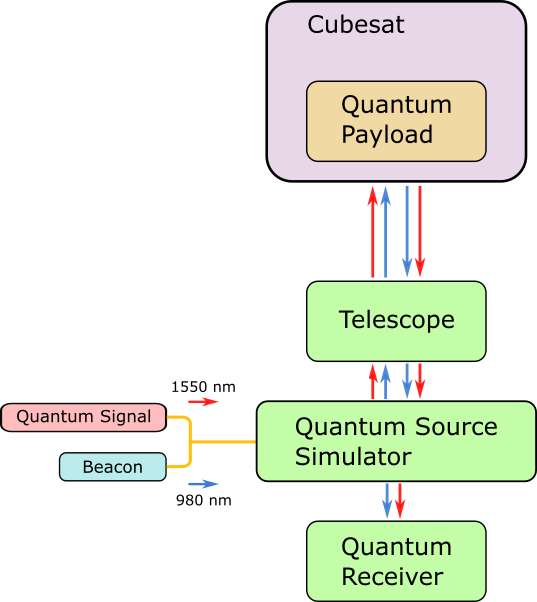 Cubesat
Quantum
Payload
Telescope
1550 nm
Quantum Signal
Quantum Source
Simulator
Beacon
980 nm
Quantum
Receiver